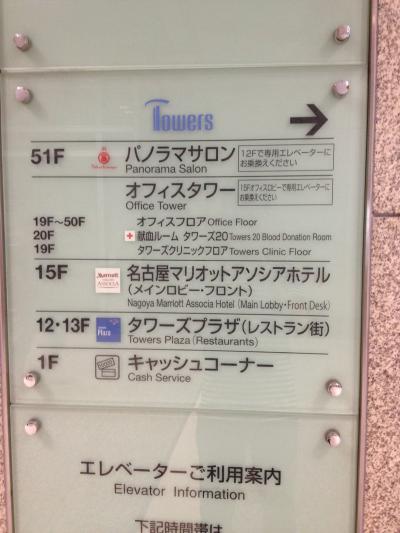 Towers
51F パノラマサロン 12Fで専用エレベーターにお乗換えください
Panorama Salon
オフィスタワー 15Fオフィスロビーで専用エレベーターにお乗換えください
Office Tower
19F~50F オフィスフロア Office Floor
20F 献血ルーム タワーズ20 Towers 20 Blood Donation Room
19F タワーズクリニックフロア Towers Clinic Floor
15F Marriott ASSOCIA 名古屋マリオットアソシアホテル
(メインロビー・フロント)
Nagoya Marriott Associa Hotel (Main Lobby・Front Desk)
12・13F Plaza タワーズプラザ(レストラン街)
Towers Plaza (Restaurants)
1F キャッシュコーナー
Cash Service
エレベーターご利用案内
Elevator Information
下記時間帯は